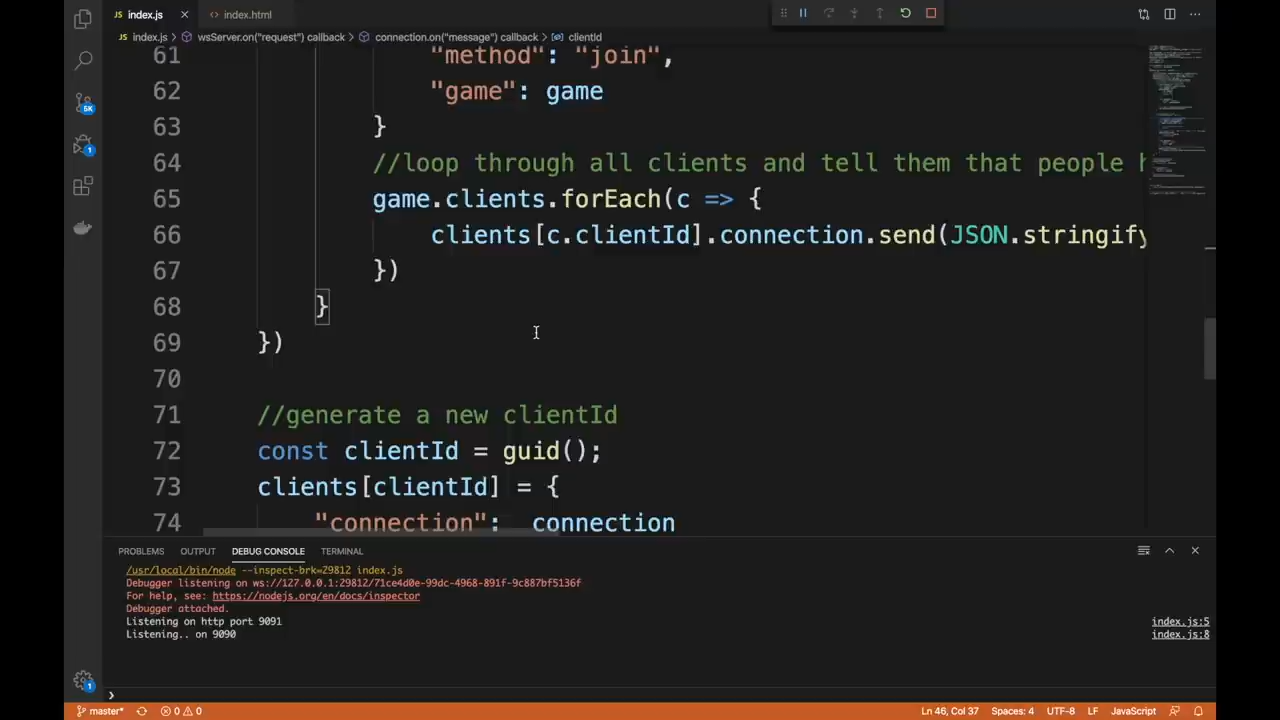 JS index.js
<> index.html
JS index.js > wsServer.on("request") callback > connection.on("message") callback > clientId
61 "method": "join",
62 "game": game
63 }
64 //loop through all clients and tell them that people h
65 game.clients.forEach(c => {
66 clients[c.clientId].connection.send(JSON.stringify
67 })
68 }
69 })
70
71 //generate a new clientId
72 const clientId = guid();
73 clients[clientId] = {
74 "connection": connection
5K
1
PROBLEMS OUTPUT DEBUG CONSOLE TERMINAL
/usr/local/bin/node --inspect-brk=29812 index.js
Debugger listening on ws://127.0.0.1:29812/71ce4d0e-99dc-4968-891f-9c887bf5136f
For help, see: https://nodejs.org/en/docs/inspector
Debugger attached.
Listening on http port 9091 index.js:5
Listening.. on 9090 index.js:8
1
master* 0 0 Ln 46, Col 37 Spaces: 4 UTF-8 LF JavaScript